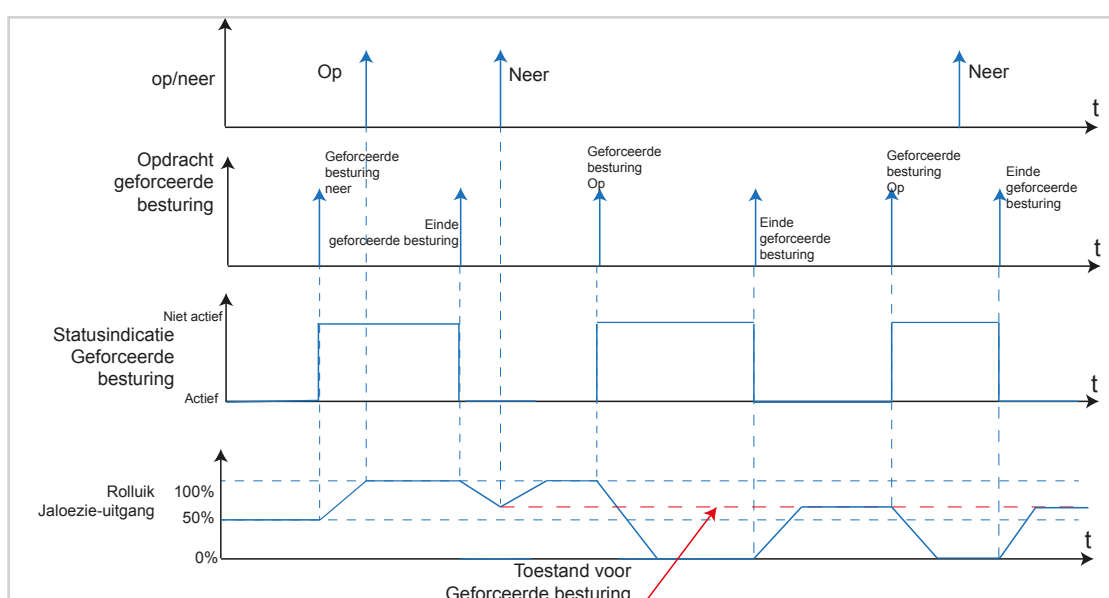 op/neer
Op
Neer
Neer
t
Opdracht
geforceerde
besturing
Geforceerde
besturing
neer
Einde
geforceerde besturing
Geforceerde
besturing
Op
Einde
geforceerde
besturing
Geforceerde
besturing
Op
Einde
geforceerde
besturing
t
Niet actief
Statusindicatie
Geforceerde
besturing
Actief
t
Rolluik
Jaloezie-uitgang
100%
50%
0%
t
Toestand voor
Geforceerde besturing